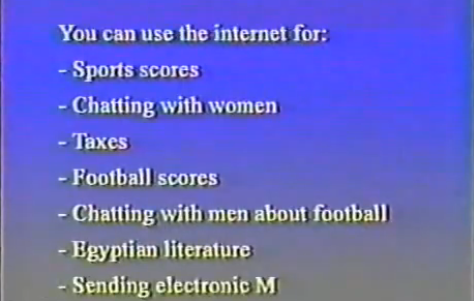 You can use the internet for:
- Sports scores
- Chatting with women
- Taxes
- Football scores
- Chatting with men about football
- Egyptian literature
- Sending electronic M